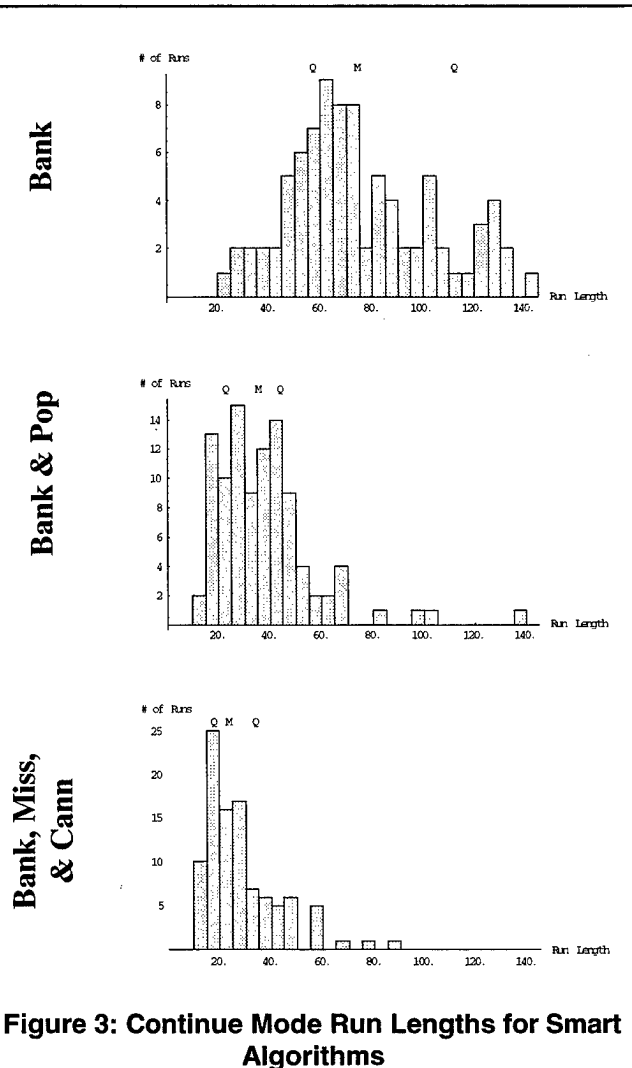 Bank
# of Runs
Q M Q
8
6
4
2
20. 40. 60. 80. 100. 120. 140.
Run Length
Bank & Pop
# of Runs
Q M Q
14
12
10
8
6
4
2
20. 40. 60. 80. 100. 120. 140.
Run Length
Bank, Miss,
& Cann
# of Runs
Q M Q
25
20
15
10
5
20. 40. 60. 80. 100. 120. 140.
Run Length
Figure 3: Continue Mode Run Lengths for Smart
Algorithms